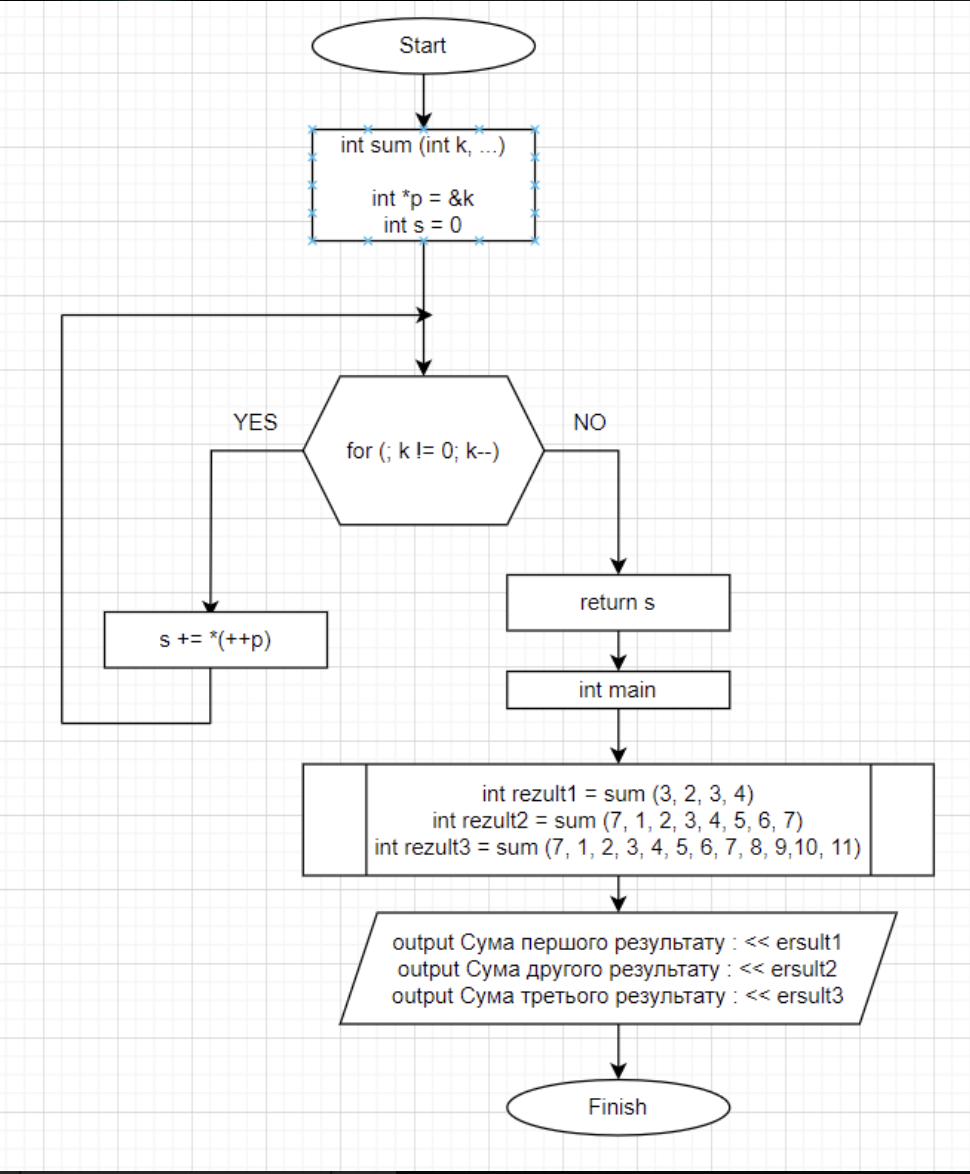 Start
int sum (int k, ...)
int *p = &k
int s = 0
YES
NO
for (; k != 0; k--)
return s
s += *(++p)
int main
int rezult1 = sum (3, 2, 3, 4)
int rezult2 = sum (7, 1, 2, 3, 4, 5, 6, 7)
int rezult3 = sum (7, 1, 2, 3, 4, 5, 6, 7, 8, 9,10, 11)
output Сума першого результату : << ersult1
output Сума другого результату : << ersult2
output Сума третього результату : << ersult3
Finish